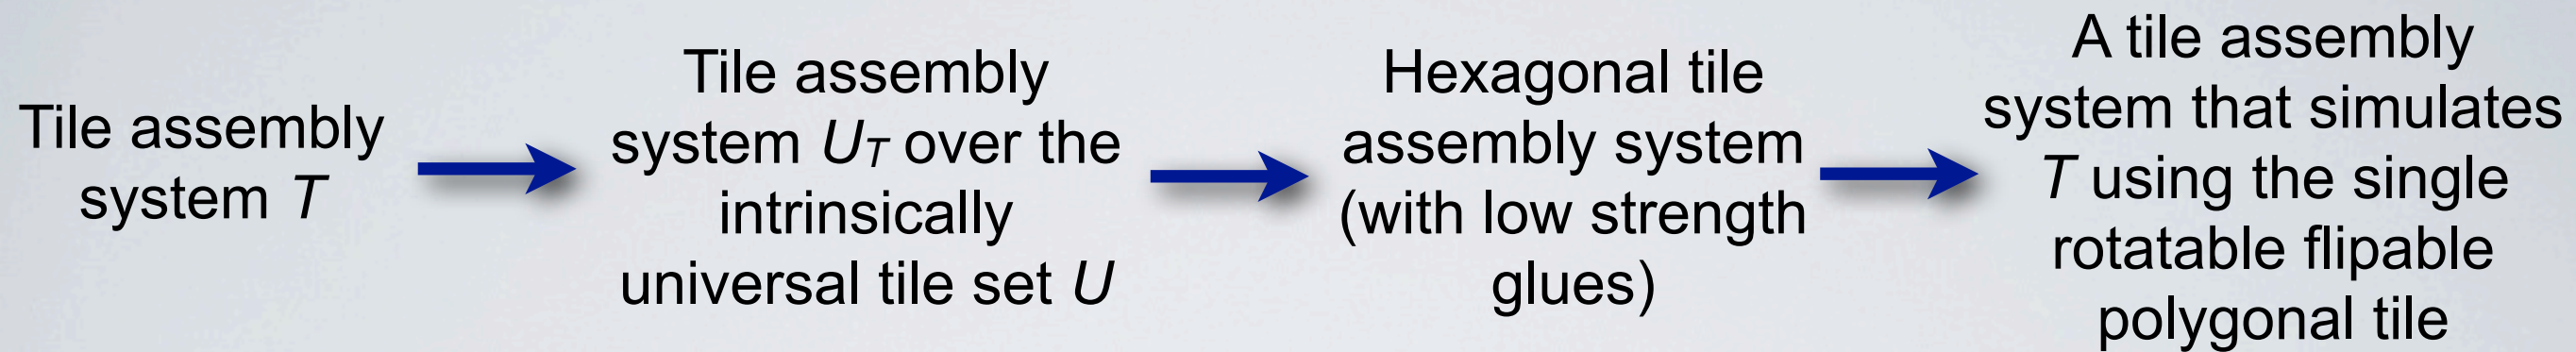 Tile assembly
system T
Tile assembly
system U_T over the
intrinsically
universal tile set U
Hexagonal tile
assembly system
(with low strength
glues)
A tile assembly
system that simulates
T using the single
rotatable flipable
polygonal tile